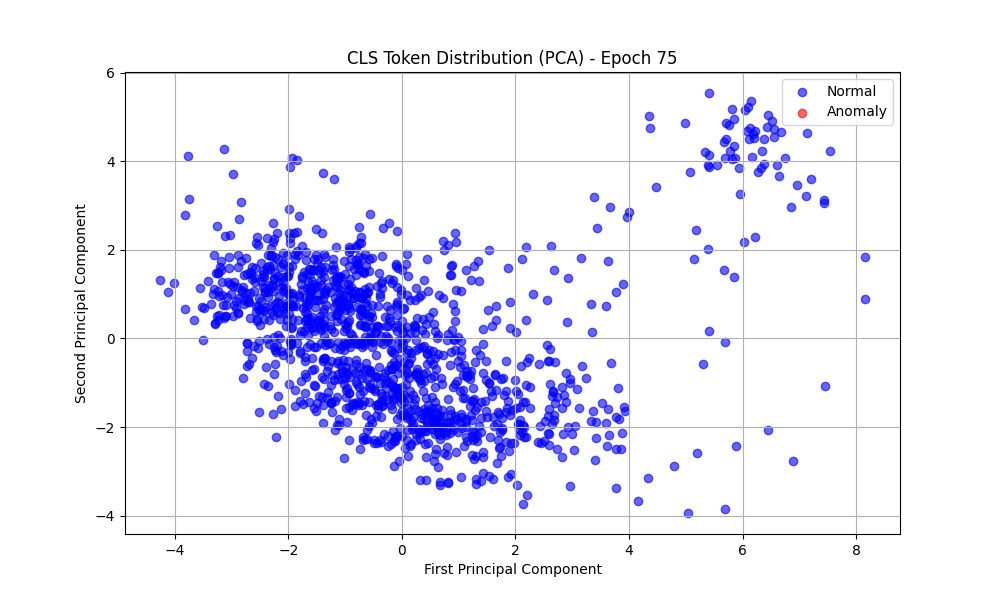 CLS Token Distribution (PCA) - Epoch 75
Normal
Anomaly
6
4
2
0
−2
−4
Second Principal Component
−4
−2
0
2
4
6
8
First Principal Component